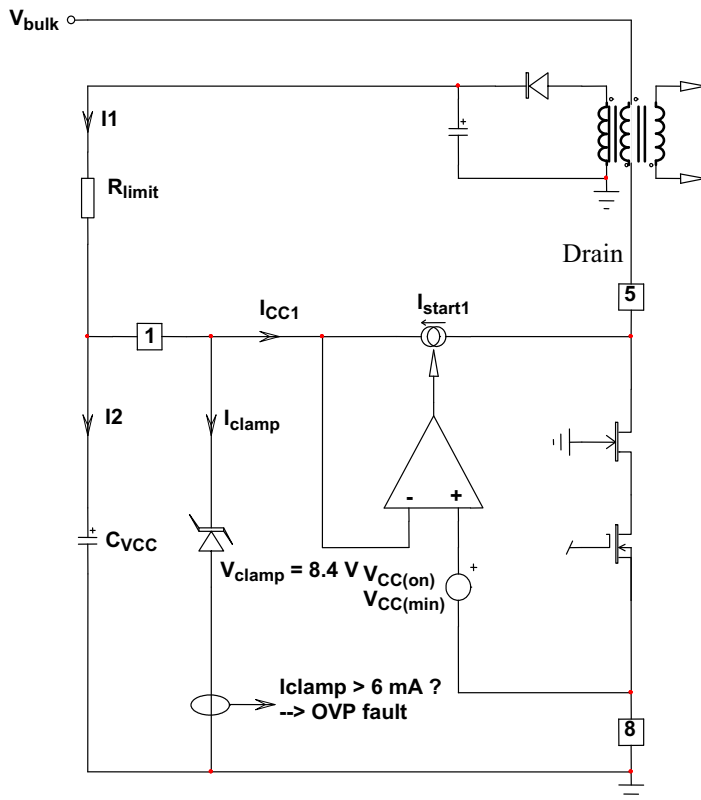 Vbulk
I1
Rlimit
Drain
5
ICC1
Istart1
1
I2
Iclamp
- +
CVCC
Vclamp = 8.4 V VCC(on)
VCC(min)
+
+
+
Iclamp > 6 mA ?
--> OVP fault
8